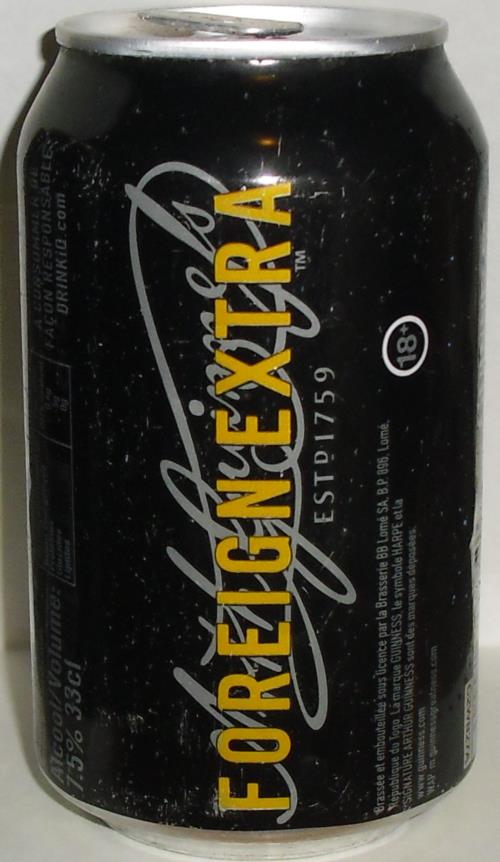 À CONSOMMER DE
FAÇON RESPONSABLE.
DRINKiQ.com
Alcool/Volume:
7.5% 33cl
FOREIGN EXTRA
TM
ESTD 1759
18+
Brassée et embouteillée sous licence par la Brasserie BB Lomé SA, B.P. 896, Lomé,
République du Togo. La marque GUINNESS, le symbole HARPE et la
SIGNATURE ARTHUR GUINNESS sont des marques déposées.
www.guinness.com